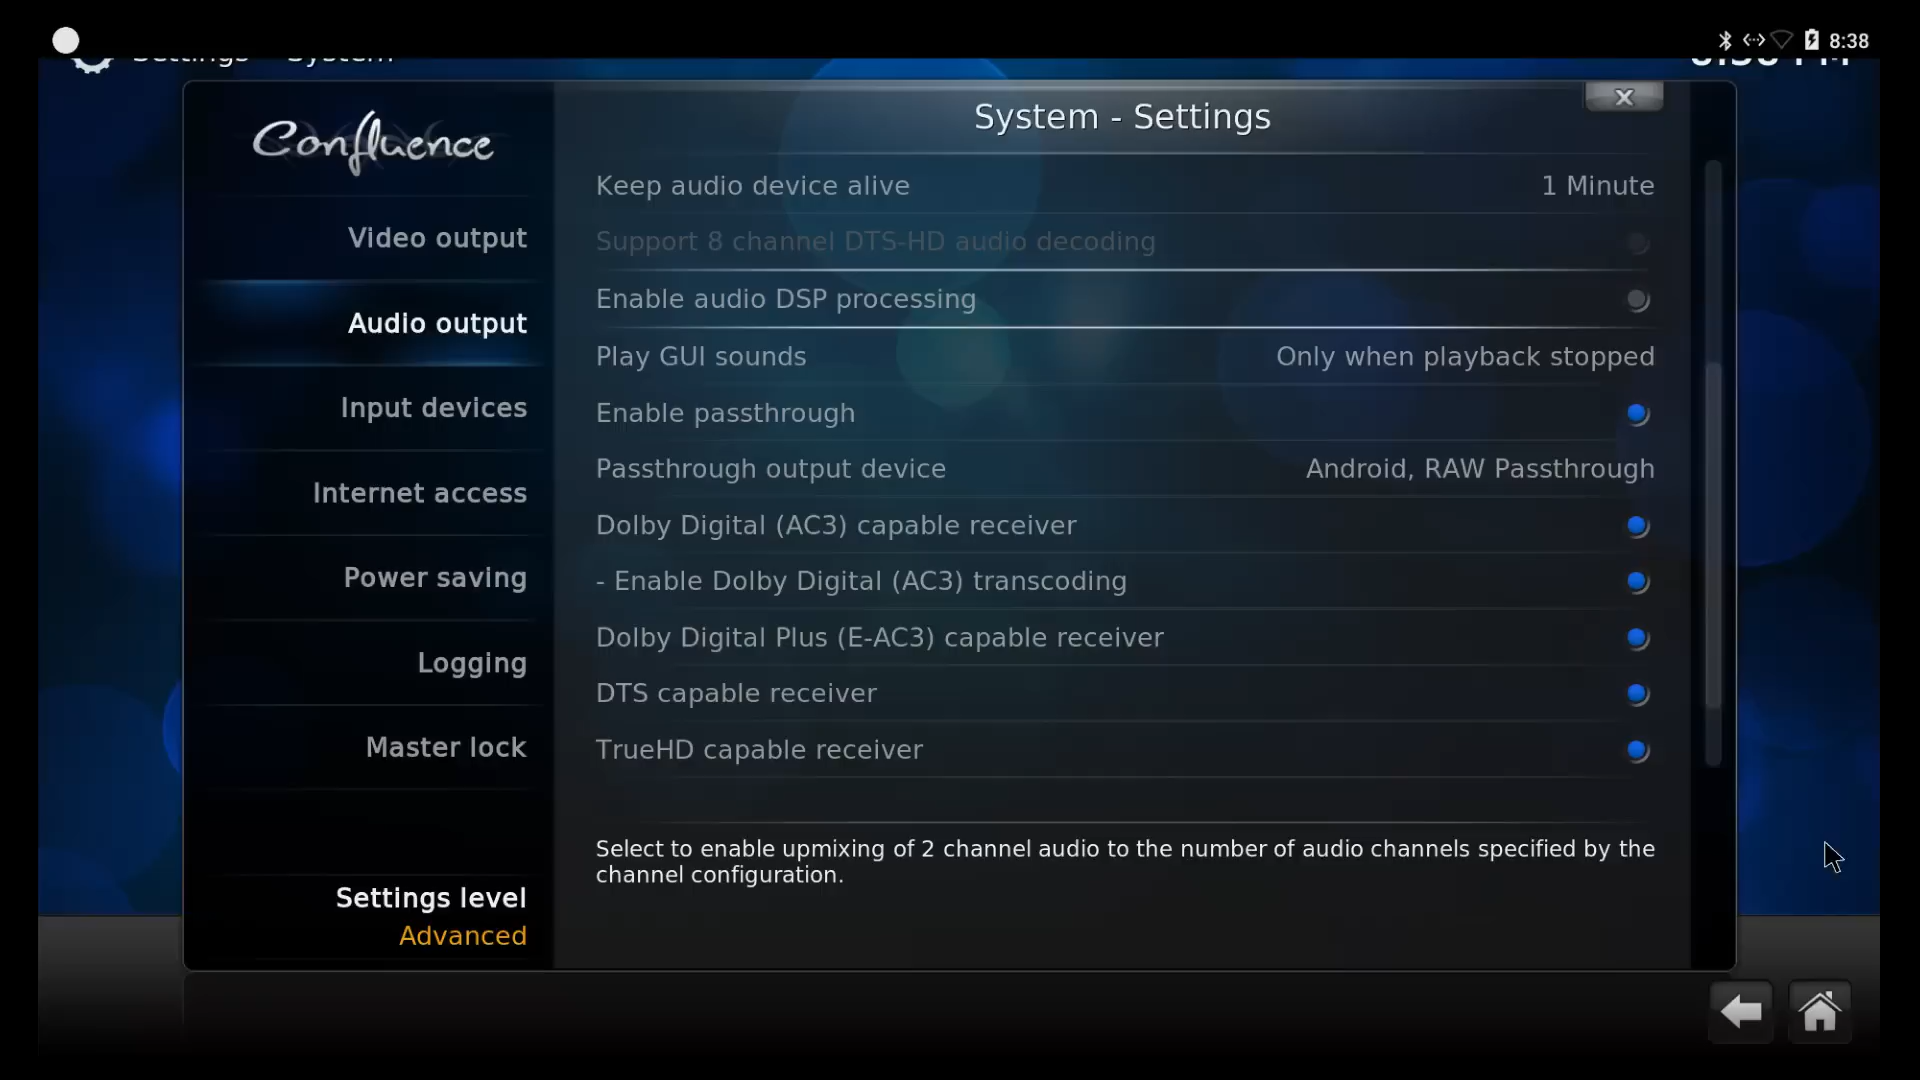 8:38
Settings - System
Confluence
System - Settings
x
Video output
Audio output
Input devices
Internet access
Power saving
Logging
Master lock
Settings level
Advanced
Keep audio device alive 1 Minute
Support 8 channel DTS-HD audio decoding
Enable audio DSP processing
Play GUI sounds Only when playback stopped
Enable passthrough
Passthrough output device Android, RAW Passthrough
Dolby Digital (AC3) capable receiver
- Enable Dolby Digital (AC3) transcoding
Dolby Digital Plus (E-AC3) capable receiver
DTS capable receiver
TrueHD capable receiver
Select to enable upmixing of 2 channel audio to the number of audio channels specified by the
channel configuration.